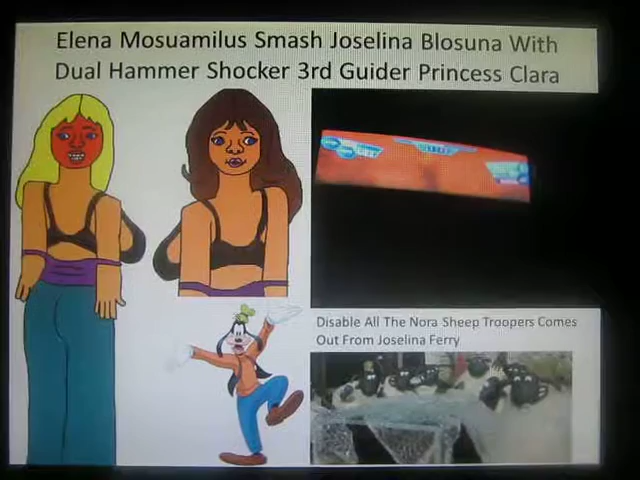 Elena Mosuamilus Smash Joselina Blosuna With
Dual Hammer Shocker 3rd Guider Princess Clara
Disable All The Nora Sheep Troopers Comes
Out From Joselina Ferry